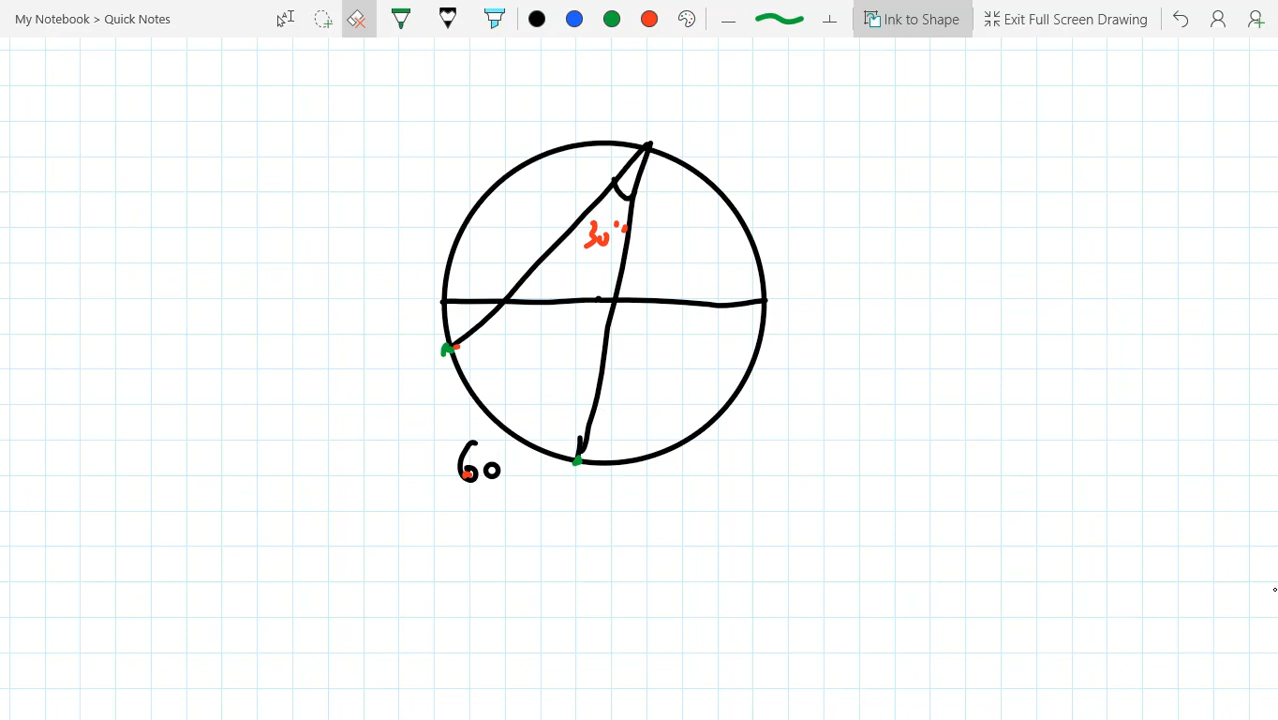 My Notebook > Quick Notes
Ink to Shape
Exit Full Screen Drawing
30°
60